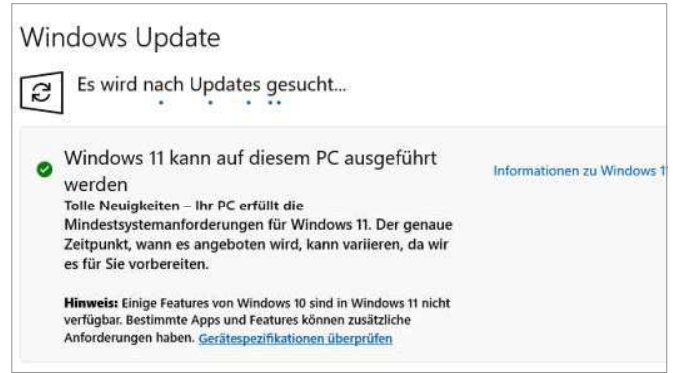 Windows Update
Es wird nach Updates gesucht...
Windows 11 kann auf diesem PC ausgeführt
werden
Informationen zu Windows 1
Tolle Neuigkeiten – Ihr PC erfüllt die
Mindestsystemanforderungen für Windows 11. Der genaue
Zeitpunkt, wann es angeboten wird, kann variieren, da wir
es für Sie vorbereiten.
Hinweis: Einige Features von Windows 10 sind in Windows 11 nicht
verfügbar. Bestimmte Apps und Features können zusätzliche
Anforderungen haben. Gerätespezifikationen überprüfen